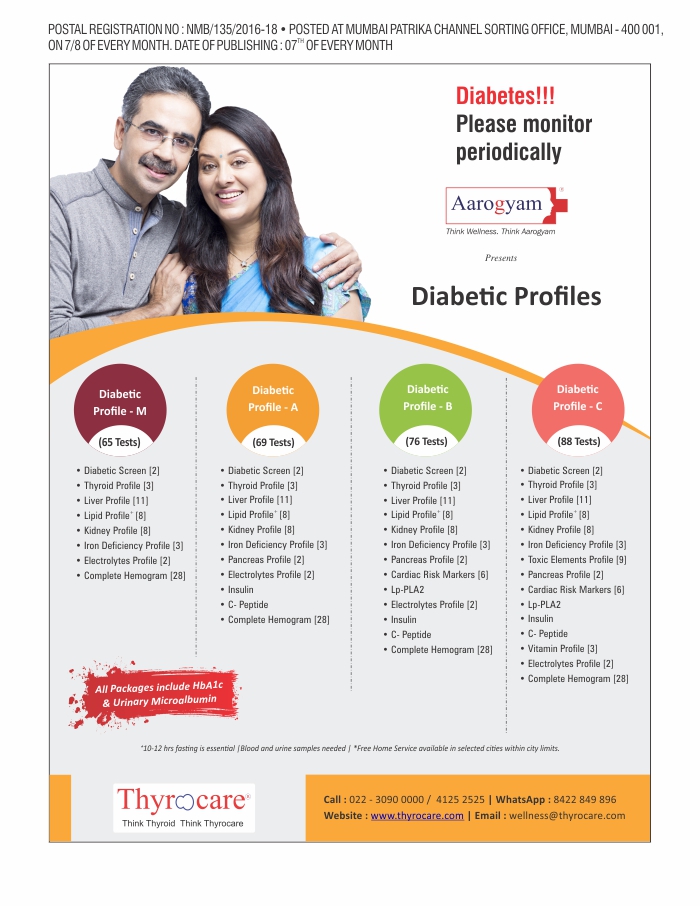 POSTAL REGISTRATION NO : NMB/135/2016-18 • POSTED AT MUMBAI PATRIKA CHANNEL SORTING OFFICE, MUMBAI - 400 001,
ON 7/8 OF EVERY MONTH. DATE OF PUBLISHING : 07TH OF EVERY MONTH
Diabetes!!!
Please monitor
periodically
Aarogyam®
Think Wellness. Think Aarogyam
Presents
Diabetic Profiles
Diabetic
Profile - M
(65 Tests)
• Diabetic Screen [2]
• Thyroid Profile [3]
• Liver Profile [11]
• Lipid Profile* [8]
• Kidney Profile [8]
• Iron Deficiency Profile [3]
• Electrolytes Profile [2]
• Complete Hemogram [28]
Diabetic
Profile - A
(69 Tests)
• Diabetic Screen [2]
• Thyroid Profile [3]
• Liver Profile [11]
• Lipid Profile* [8]
• Kidney Profile [8]
• Iron Deficiency Profile [3]
• Pancreas Profile [2]
• Electrolytes Profile [2]
• Insulin
• C- Peptide
• Complete Hemogram [28]
Diabetic
Profile - B
(76 Tests)
• Diabetic Screen [2]
• Thyroid Profile [3]
• Liver Profile [11]
• Lipid Profile* [8]
• Kidney Profile [8]
• Iron Deficiency Profile [3]
• Pancreas Profile [2]
• Cardiac Risk Markers [6]
• Lp-PLA2
• Electrolytes Profile [2]
• Insulin
• C- Peptide
• Complete Hemogram [28]
Diabetic
Profile - C
(88 Tests)
• Diabetic Screen [2]
• Thyroid Profile [3]
• Liver Profile [11]
• Lipid Profile* [8]
• Kidney Profile [8]
• Iron Deficiency Profile [3]
• Toxic Elements Profile [9]
• Pancreas Profile [2]
• Cardiac Risk Markers [6]
• Lp-PLA2
• Insulin
• C- Peptide
• Vitamin Profile [3]
• Electrolytes Profile [2]
• Complete Hemogram [28]
All Packages include HbA1c
& Urinary Microalbumin
*10-12 hrs fasting is essential |Blood and urine samples needed | *Free Home Service available in selected cities within city limits.
Thyrocare®
Think Thyroid Think Thyrocare
Call : 022 - 3090 0000 / 4125 2525 | WhatsApp : 8422 849 896
Website : www.thyrocare.com | Email : wellness@thyrocare.com